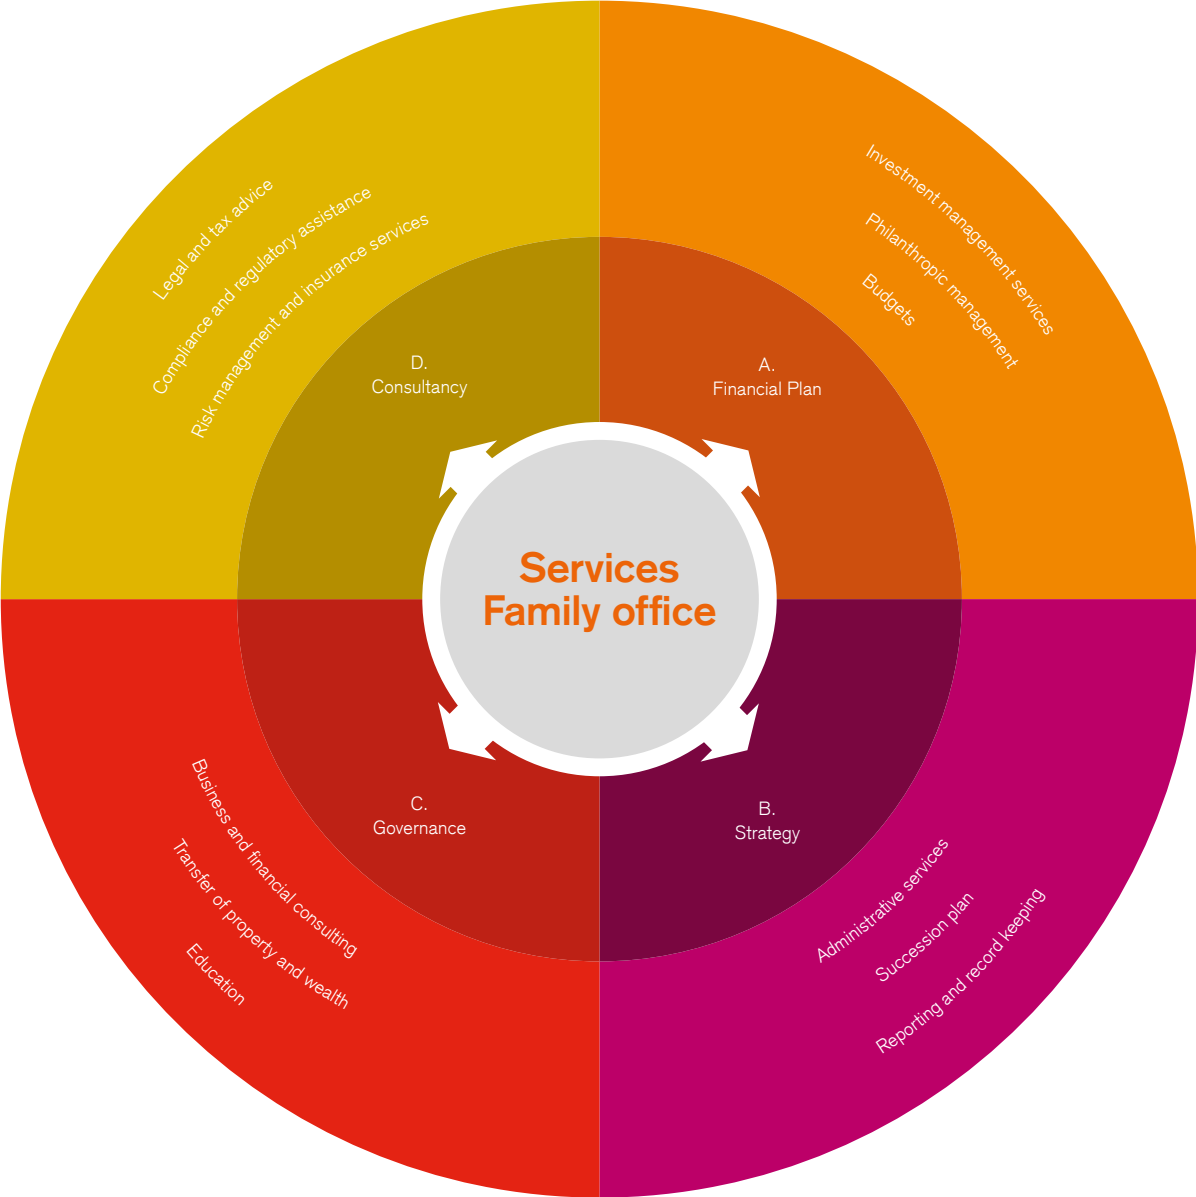 Services
Family office
A.
Financial Plan
Investment management services
Philanthropic management
Budgets
B.
Strategy
Administrative services
Succession plan
Reporting and record keeping
C.
Governance
Business and financial consulting
Transfer of property and wealth
Education
D.
Consultancy
Legal and tax advice
Compliance and regulatory assistance
Risk management and insurance services